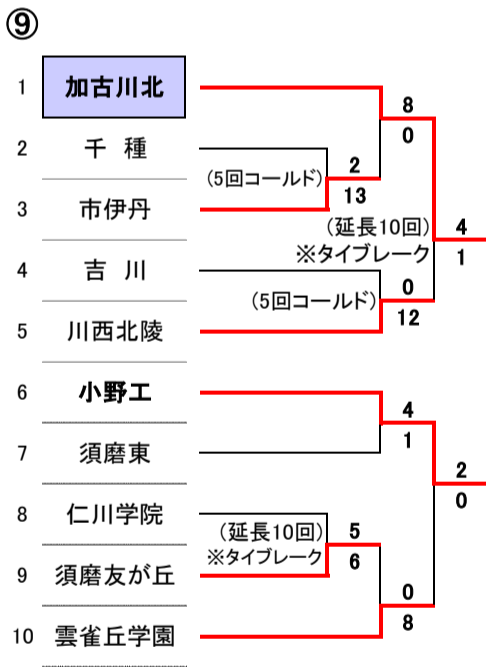 ⑨
1 加古川北
8
0
2 千種
(5回コールド)
2
13
3 市伊丹
(延長10回)
※タイブレーク
4
1
4 吉川
(5回コールド)
0
12
5 川西北陵
6 小野工
4
1
7 須磨東
2
0
8 仁川学院
(延長10回)
※タイブレーク
5
6
9 須磨友が丘
0
8
10 雲雀丘学園